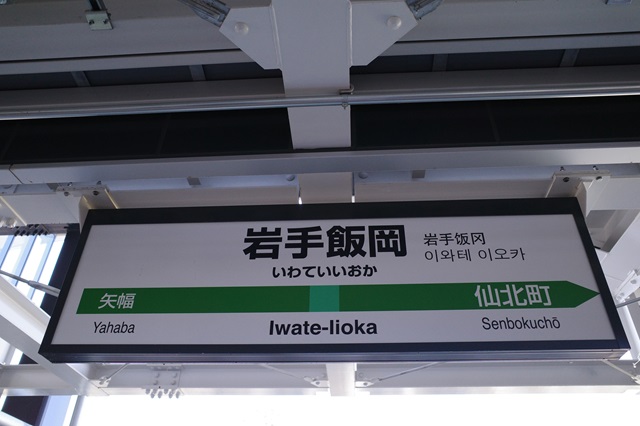 岩手飯岡
岩手饭冈
이와테 이오카
いわていいおか
矢幅
仙北町
Yahaba
Iwate-Iioka
Senbokuchō